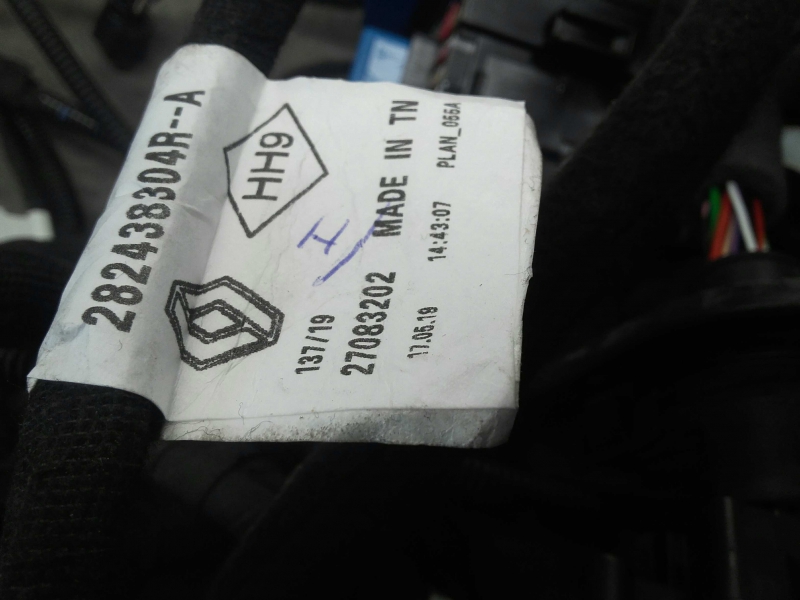 282438304R--A
HH9
137/19
27083202 MADE IN TN
17.05.19 14:43:07 PLAN_066A